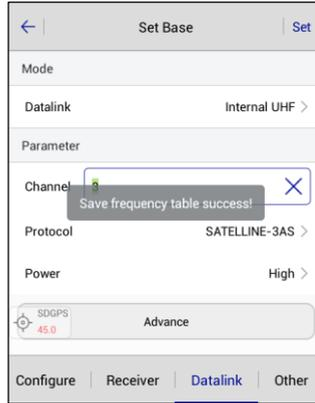 Set Base
Set
Mode
Datalink Internal UHF >
Parameter
Channel 3
Save frequency table success!
Protocol SATELLINE-3AS >
Power High >
SDGPS
45.0
Advance
Configure Receiver Datalink Other